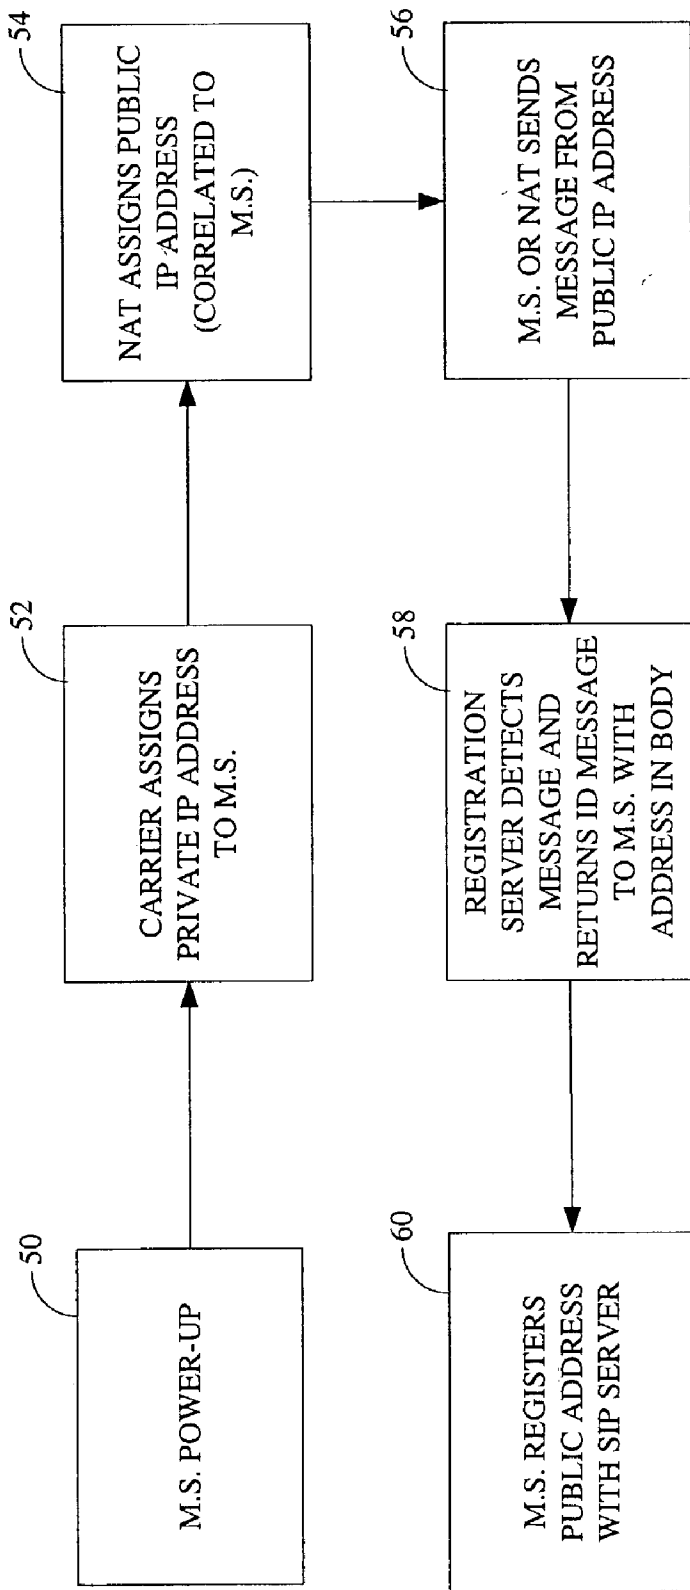 50
M.S. POWER-UP
52
CARRIER ASSIGNS
PRIVATE IP ADDRESS
TO M.S.
54
NAT ASSIGNS PUBLIC
IP ADDRESS
(CORRELATED TO
M.S.)
56
M.S. OR NAT SENDS
MESSAGE FROM
PUBLIC IP ADDRESS
58
REGISTRATION
SERVER DETECTS
MESSAGE AND
RETURNS ID MESSAGE
TO M.S. WITH
ADDRESS IN BODY
60
M.S. REGISTERS
PUBLIC ADDRESS
WITH SIP SERVER